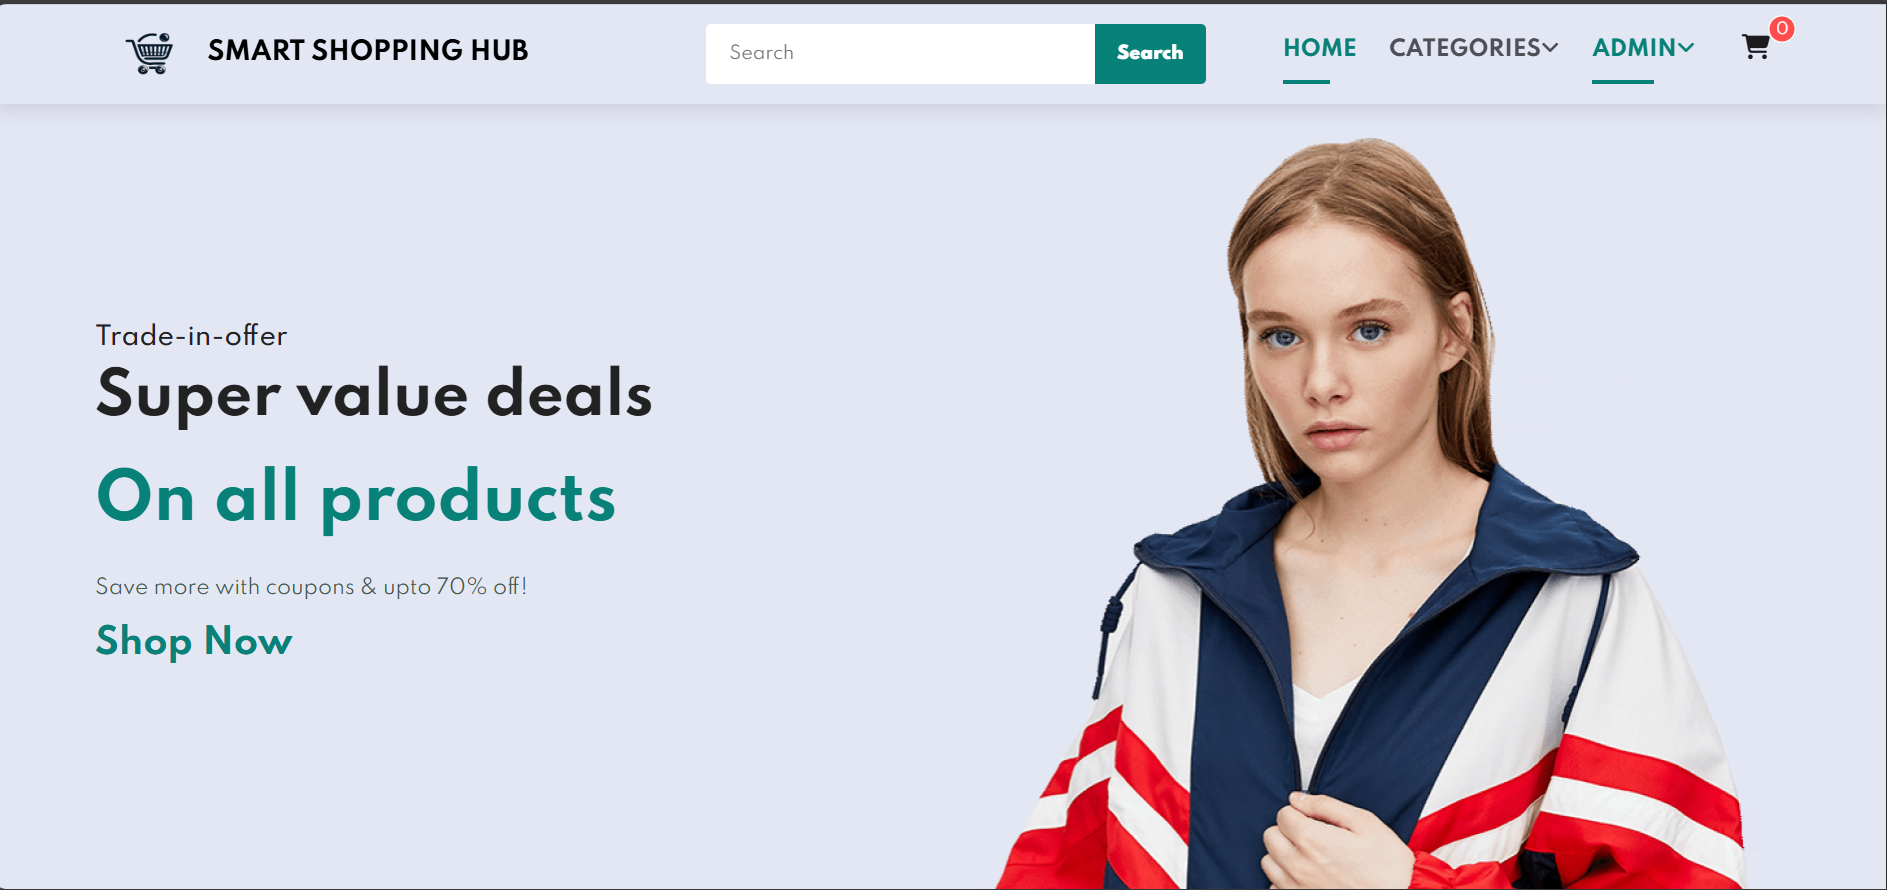 SMART SHOPPING HUB
Search
Search
HOME
CATEGORIES
ADMIN
0
Trade-in-offer
Super value deals
On all products
Save more with coupons & upto 70% off!
Shop Now